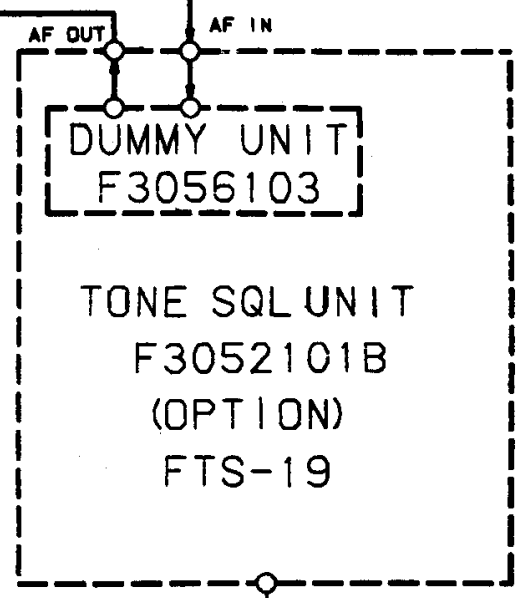 AF OUT
AF IN
DUMMY UNIT
F3056103
TONE SQL UNIT
F3052101B
(OPTION)
FTS-19